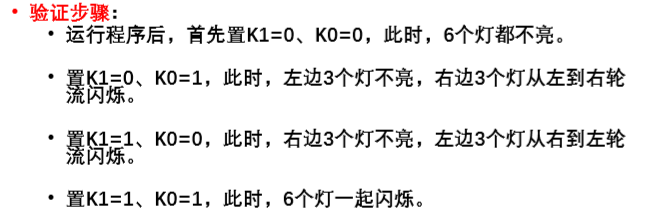 • 验证步骤：
• 运行程序后，首先置K1=0、K0=0，此时，6个灯都不亮。
• 置K1=0、K0=1，此时，左边3个灯不亮，右边3个灯从左到右轮
流闪烁。
• 置K1=1、K0=0，此时，右边3个灯不亮，左边3个灯从右到左轮
流闪烁。
• 置K1=1、K0=1，此时，6个灯一起闪烁。